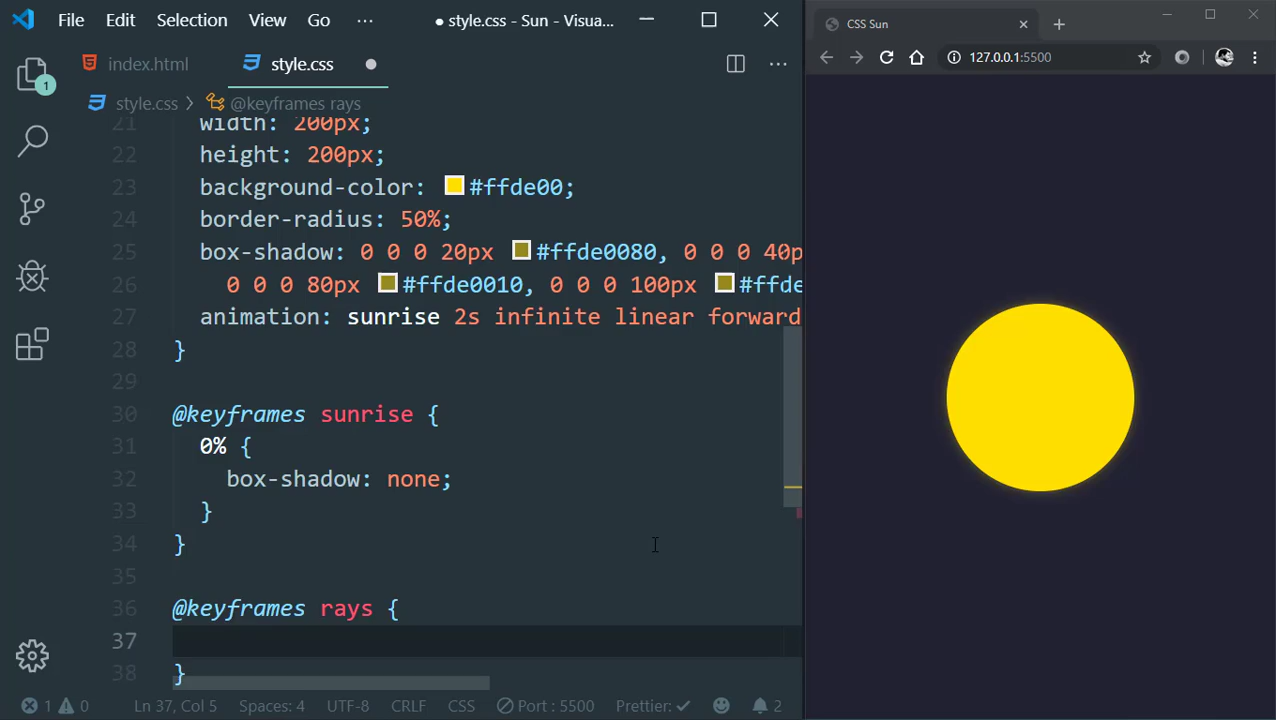 File Edit Selection View Go ··· ● style.css - Sun - Visua...
CSS Sun
127.0.0.1:5500
index.html style.css
style.css > @keyframes rays
1
21 width: 200px;
22 height: 200px;
23 background-color: #ffde00;
24 border-radius: 50%;
25 box-shadow: 0 0 0 20px #ffde0080, 0 0 0 40p
26 0 0 0 80px #ffde0010, 0 0 0 100px #ffde
27 animation: sunrise 2s infinite linear forward
28 }
29
30 @keyframes sunrise {
31 0% {
32 box-shadow: none;
33 }
34 }
35
36 @keyframes rays {
37
38 }
1 0 Ln 37, Col 5 Spaces: 4 UTF-8 CRLF CSS Port : 5500 Prettier: ✓ 2